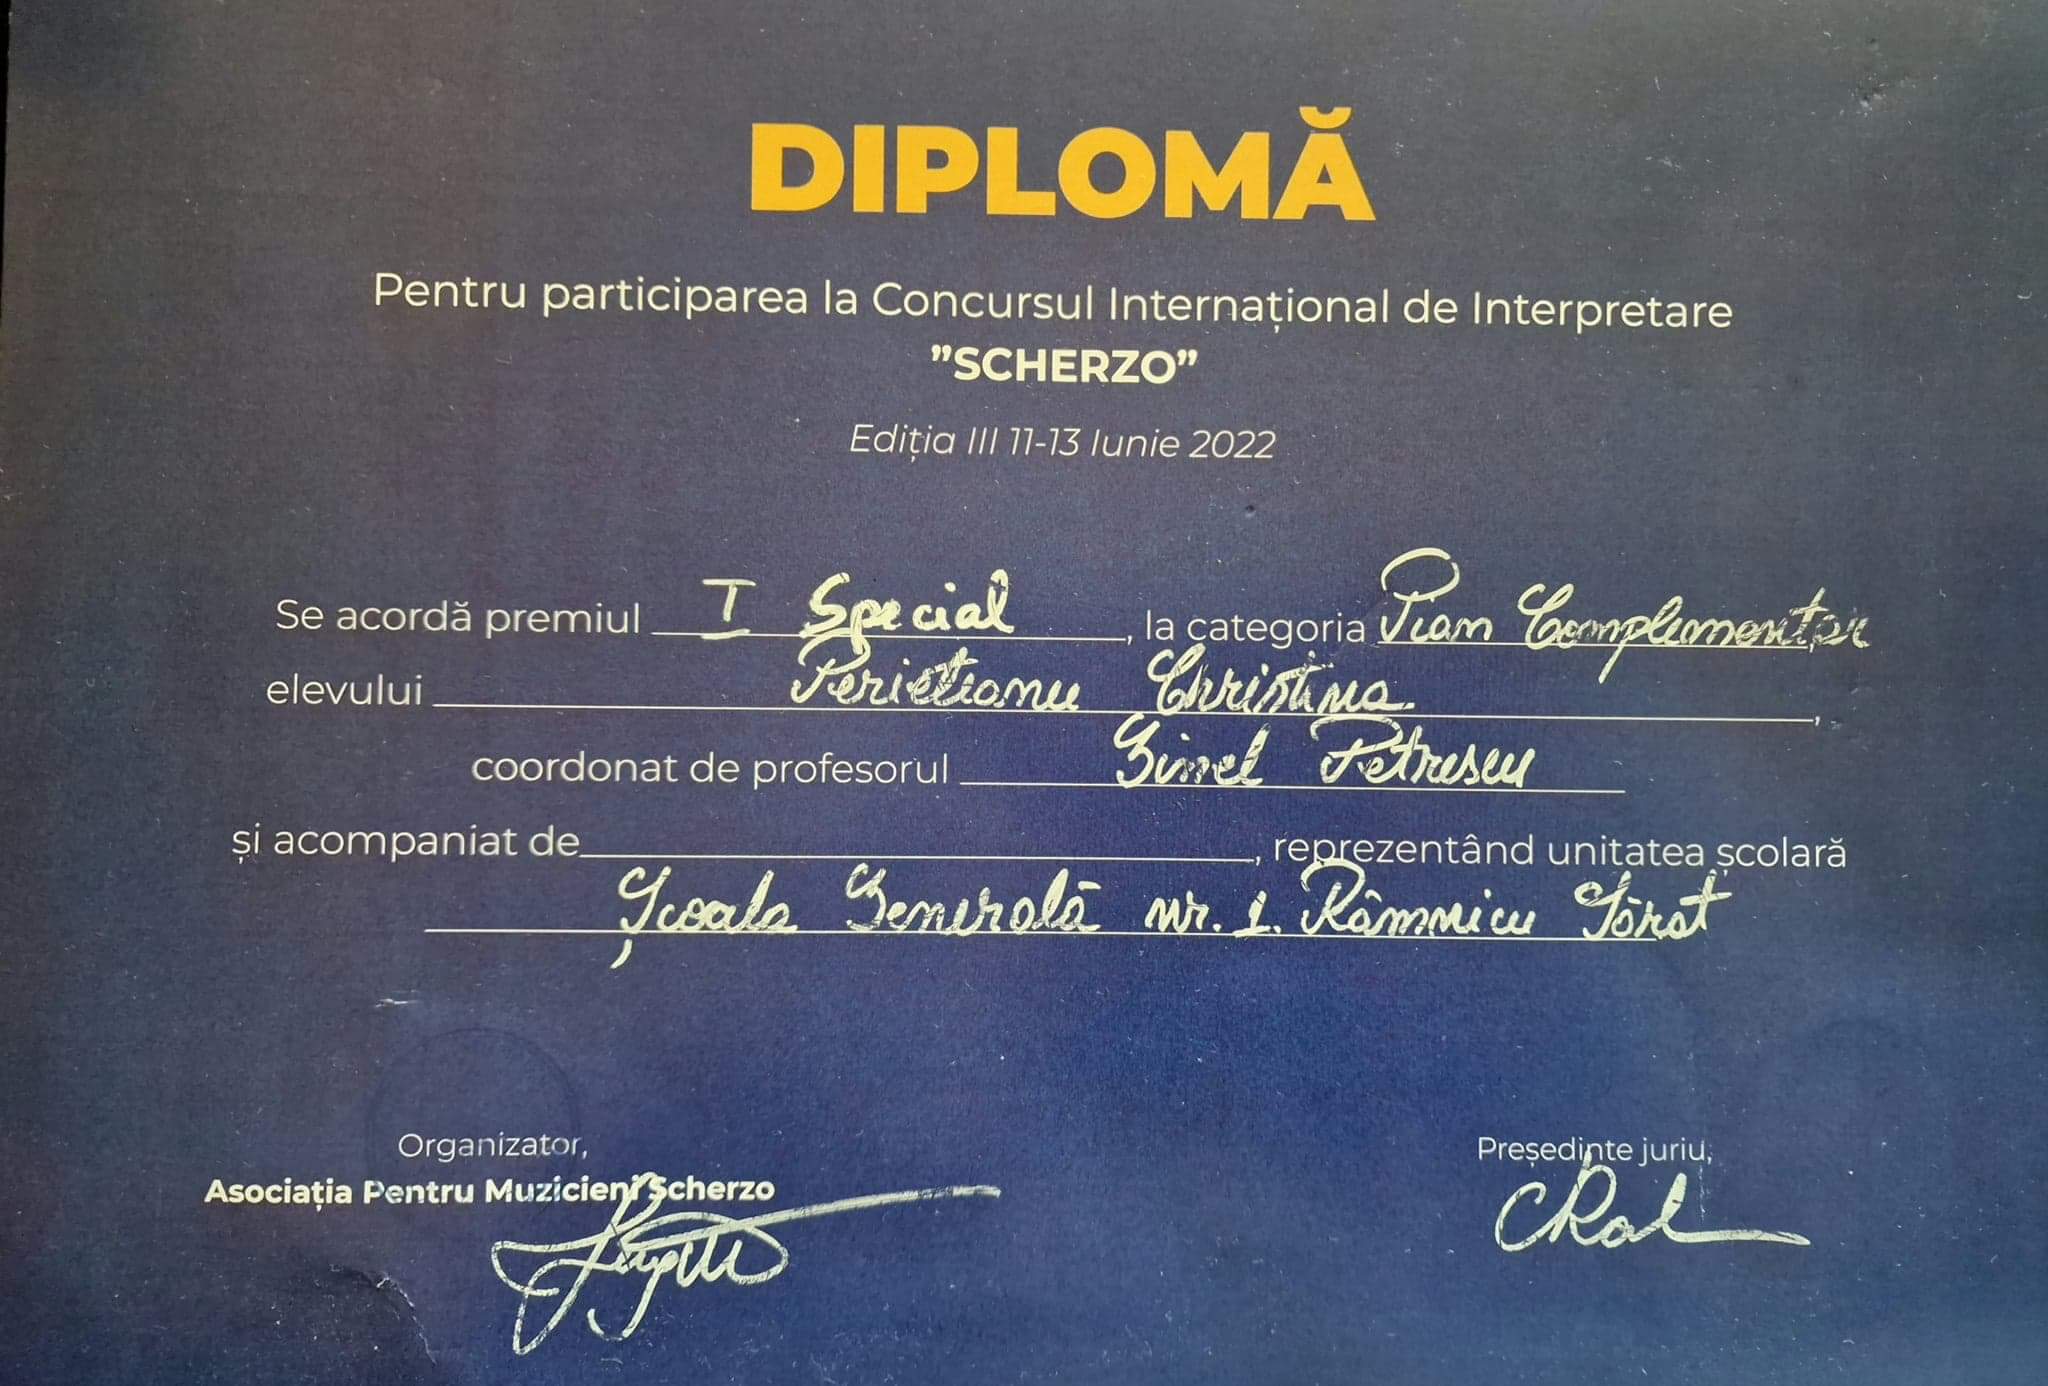 DIPLOMĂ
Pentru participarea la Concursul Internațional de Interpretare
”SCHERZO”
Ediția III 11-13 Iunie 2022
Se acordă premiul I Special, la categoria Pian Complementar
elevului Perieteanu Christina,
coordonat de profesorul Ginel Petrescu
și acompaniat de, reprezentând unitatea școlară
Școala Generală nr. 1. Râmnicu Sărat
Organizator,
Președinte juriu,
Asociația Pentru Muzicieni Scherzo